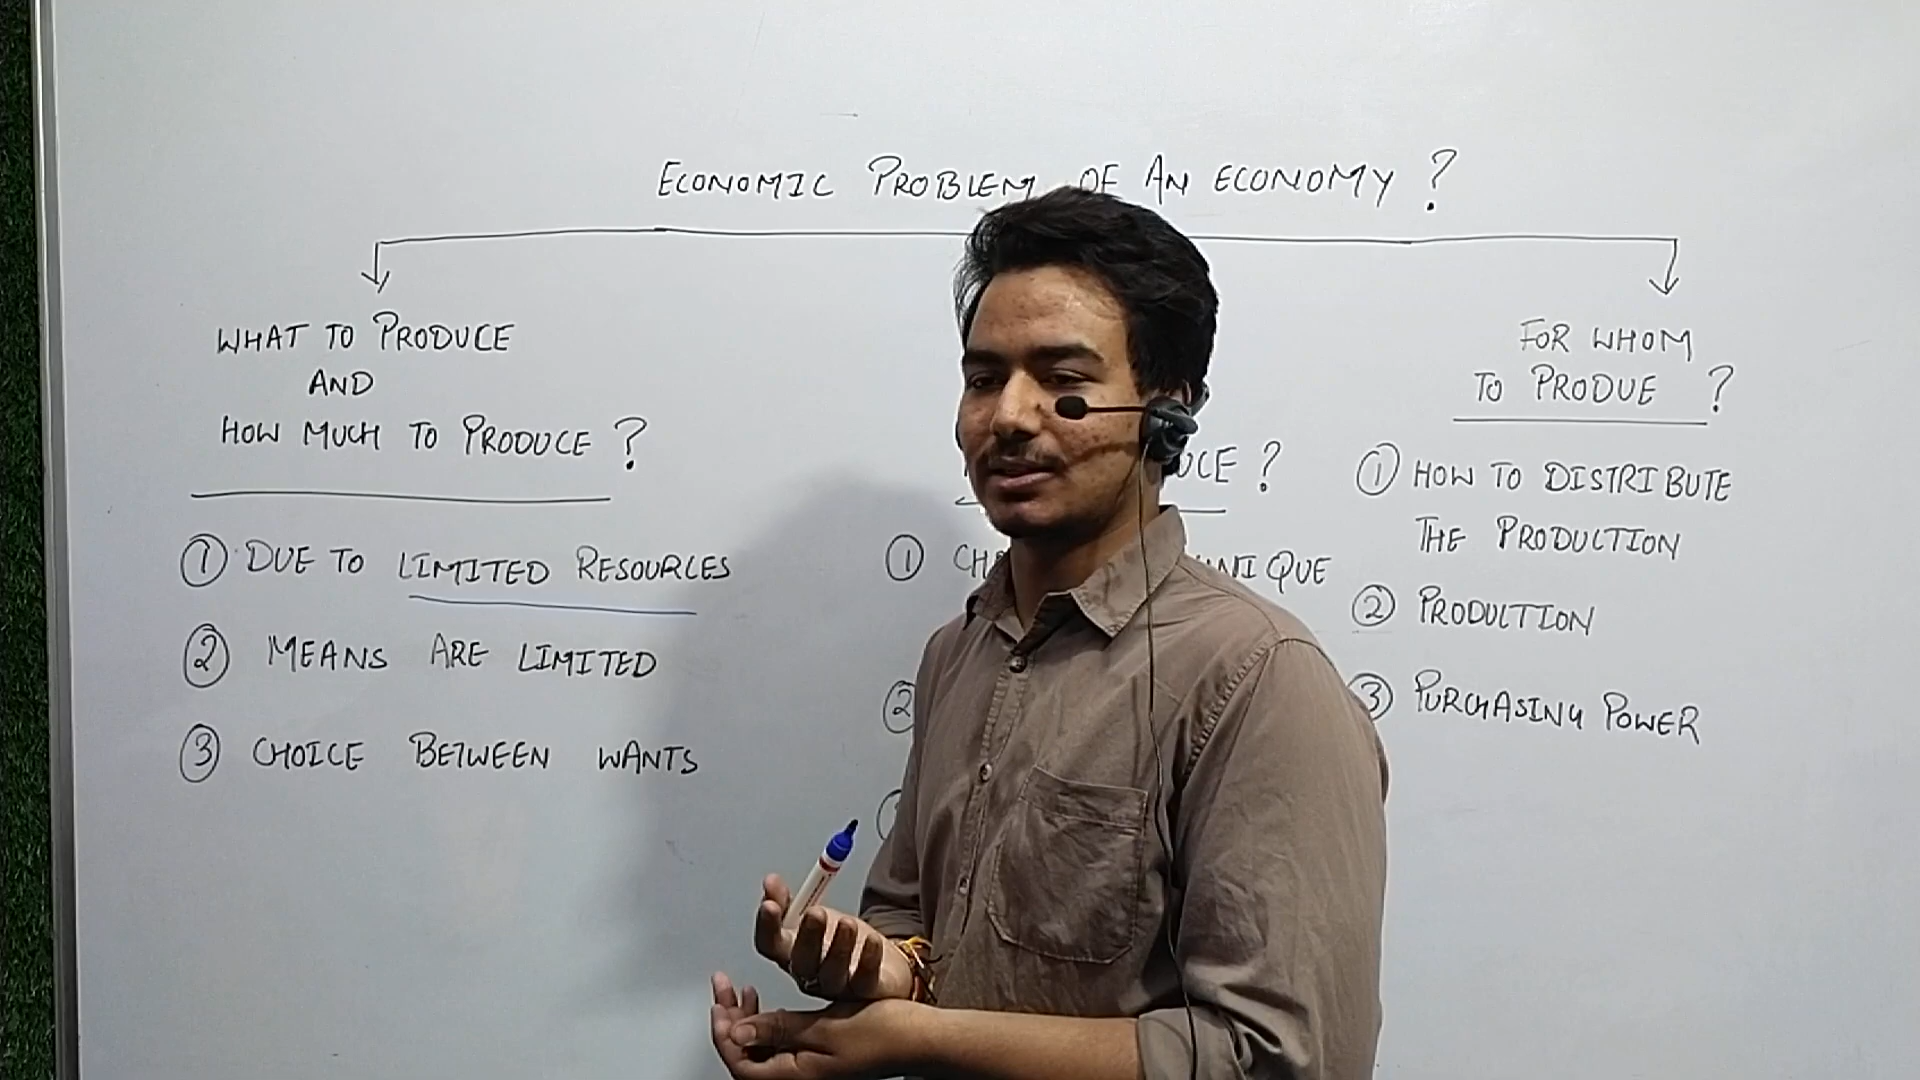 ECONOMIC PROBLEM OF AN ECONOMY ?
WHAT TO PRODUCE
AND
HOW MUCH TO PRODUCE ?
① DUE TO LIMITED RESOURCES
② MEANS ARE LIMITED
③ CHOICE BETWEEN WANTS
?
①
②
FOR WHOM
TO PRODUE ?
① HOW TO DISTRIBUTE
THE PRODUCTION
② PRODUCTION
③ PURCHASING POWER